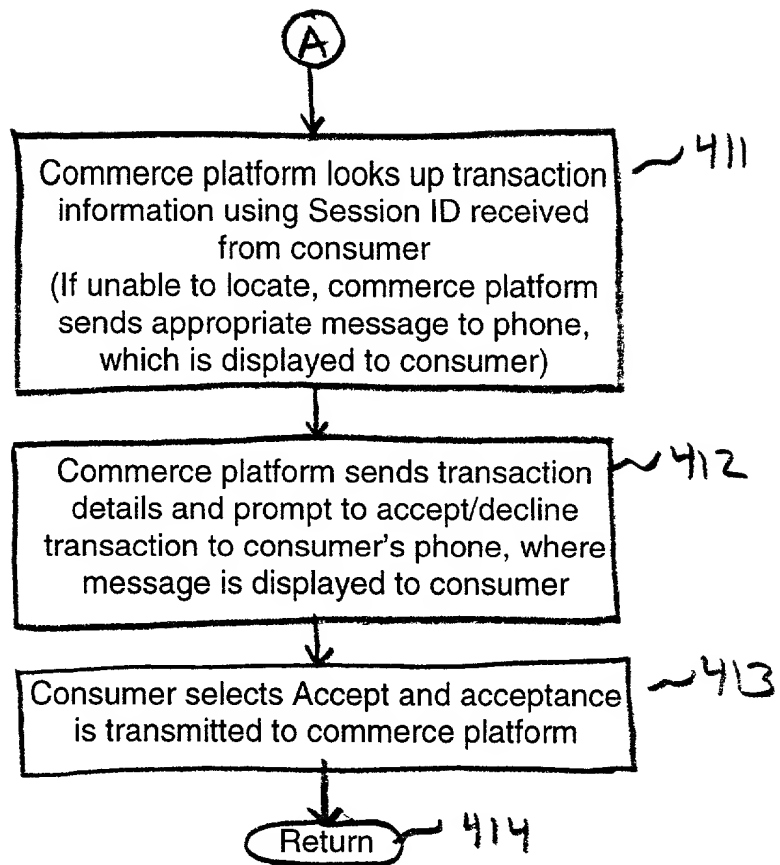 A
411
Commerce platform looks up transaction
information using Session ID received
from consumer
(If unable to locate, commerce platform
sends appropriate message to phone,
which is displayed to consumer)
412
Commerce platform sends transaction
details and prompt to accept/decline
transaction to consumer's phone, where
message is displayed to consumer
413
Consumer selects Accept and acceptance
is transmitted to commerce platform
Return
414